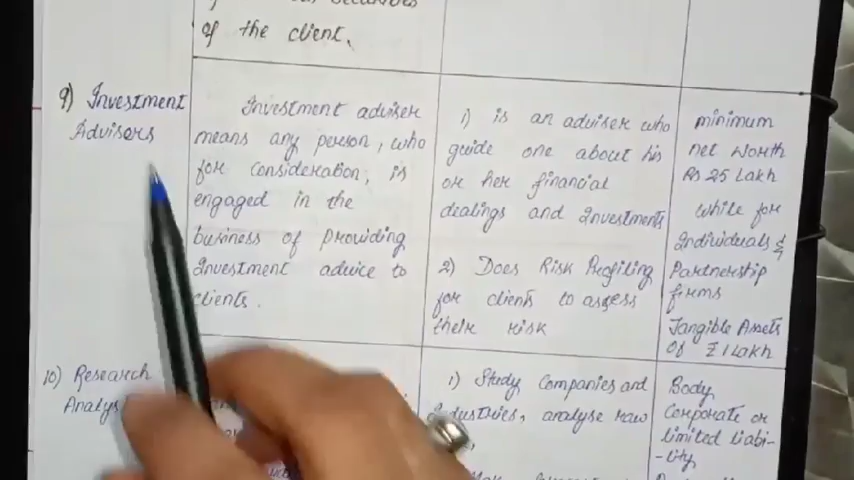 of the client.
9) Investment
Advisers
Investment adviser
means any person, who
for consideration, is
engaged in the
business of providing
Investment advice to
clients.
1) is an adviser who
guide one about his
or her financial
dealings and Investments
2) Does Risk Profiling
for clients to assess
their risk
minimum
net worth
Rs 25 Lakh
while for
Individuals &
Partnership
firms
Tangible Assets
of ₹ 1 Lakh
10) Research
1) Study Companies and
Industries, analyse raw
Body
Corporate or
limited liabi-
-lity